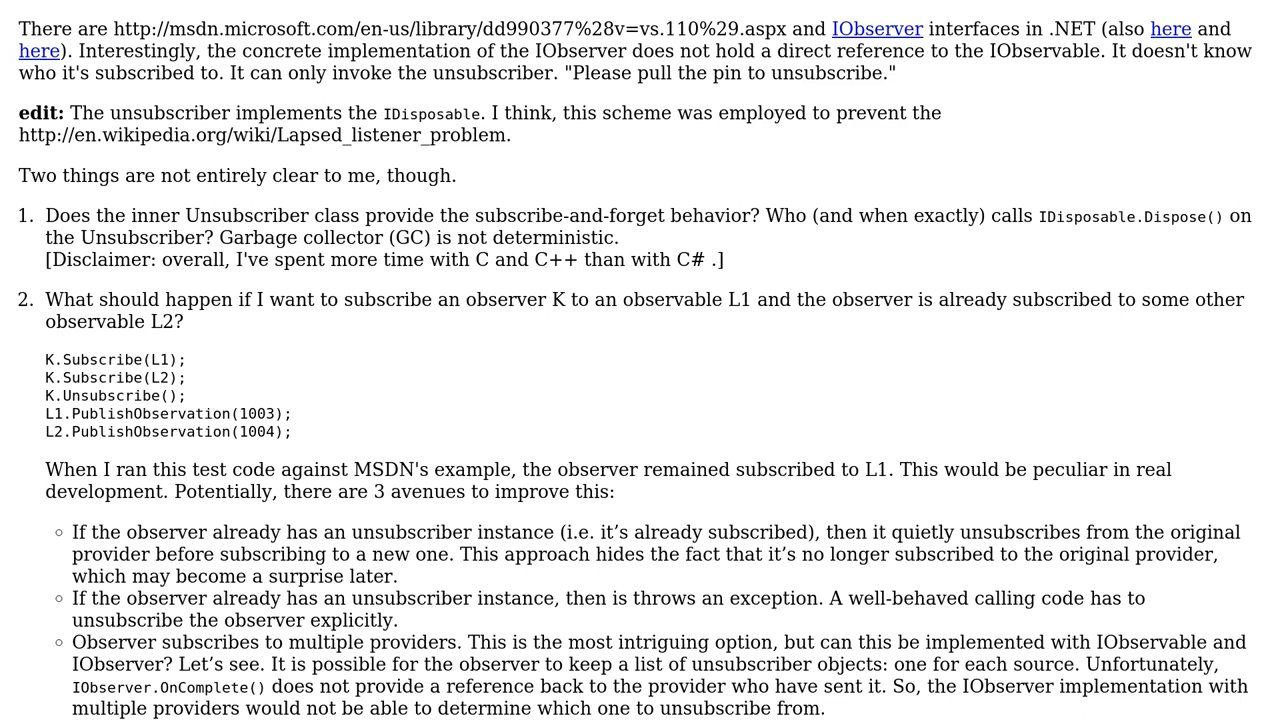 There are http://msdn.microsoft.com/en-us/library/dd990377%28v=vs.110%29.aspx and IObserver interfaces in .NET (also here and
here). Interestingly, the concrete implementation of the IObserver does not hold a direct reference to the IObservable. It doesn't know
who it's subscribed to. It can only invoke the unsubscriber. "Please pull the pin to unsubscribe."
edit: The unsubscriber implements the IDisposable. I think, this scheme was employed to prevent the
http://en.wikipedia.org/wiki/Lapsed_listener_problem.
Two things are not entirely clear to me, though.
1. Does the inner Unsubscriber class provide the subscribe-and-forget behavior? Who (and when exactly) calls IDisposable.Dispose() on
the Unsubscriber? Garbage collector (GC) is not deterministic.
[Disclaimer: overall, I've spent more time with C and C++ than with C# .]
2. What should happen if I want to subscribe an observer K to an observable L1 and the observer is already subscribed to some other
observable L2?
K.Subscribe(L1);
K.Subscribe(L2);
K.Unsubscribe();
L1.PublishObservation(1003);
L2.PublishObservation(1004);
When I ran this test code against MSDN's example, the observer remained subscribed to L1. This would be peculiar in real
development. Potentially, there are 3 avenues to improve this:
◦ If the observer already has an unsubscriber instance (i.e. it’s already subscribed), then it quietly unsubscribes from the original
provider before subscribing to a new one. This approach hides the fact that it’s no longer subscribed to the original provider,
which may become a surprise later.
◦ If the observer already has an unsubscriber instance, then is throws an exception. A well-behaved calling code has to
unsubscribe the observer explicitly.
◦ Observer subscribes to multiple providers. This is the most intriguing option, but can this be implemented with IObservable and
IObserver? Let’s see. It is possible for the observer to keep a list of unsubscriber objects: one for each source. Unfortunately,
IObserver.OnComplete() does not provide a reference back to the provider who have sent it. So, the IObserver implementation with
multiple providers would not be able to determine which one to unsubscribe from.